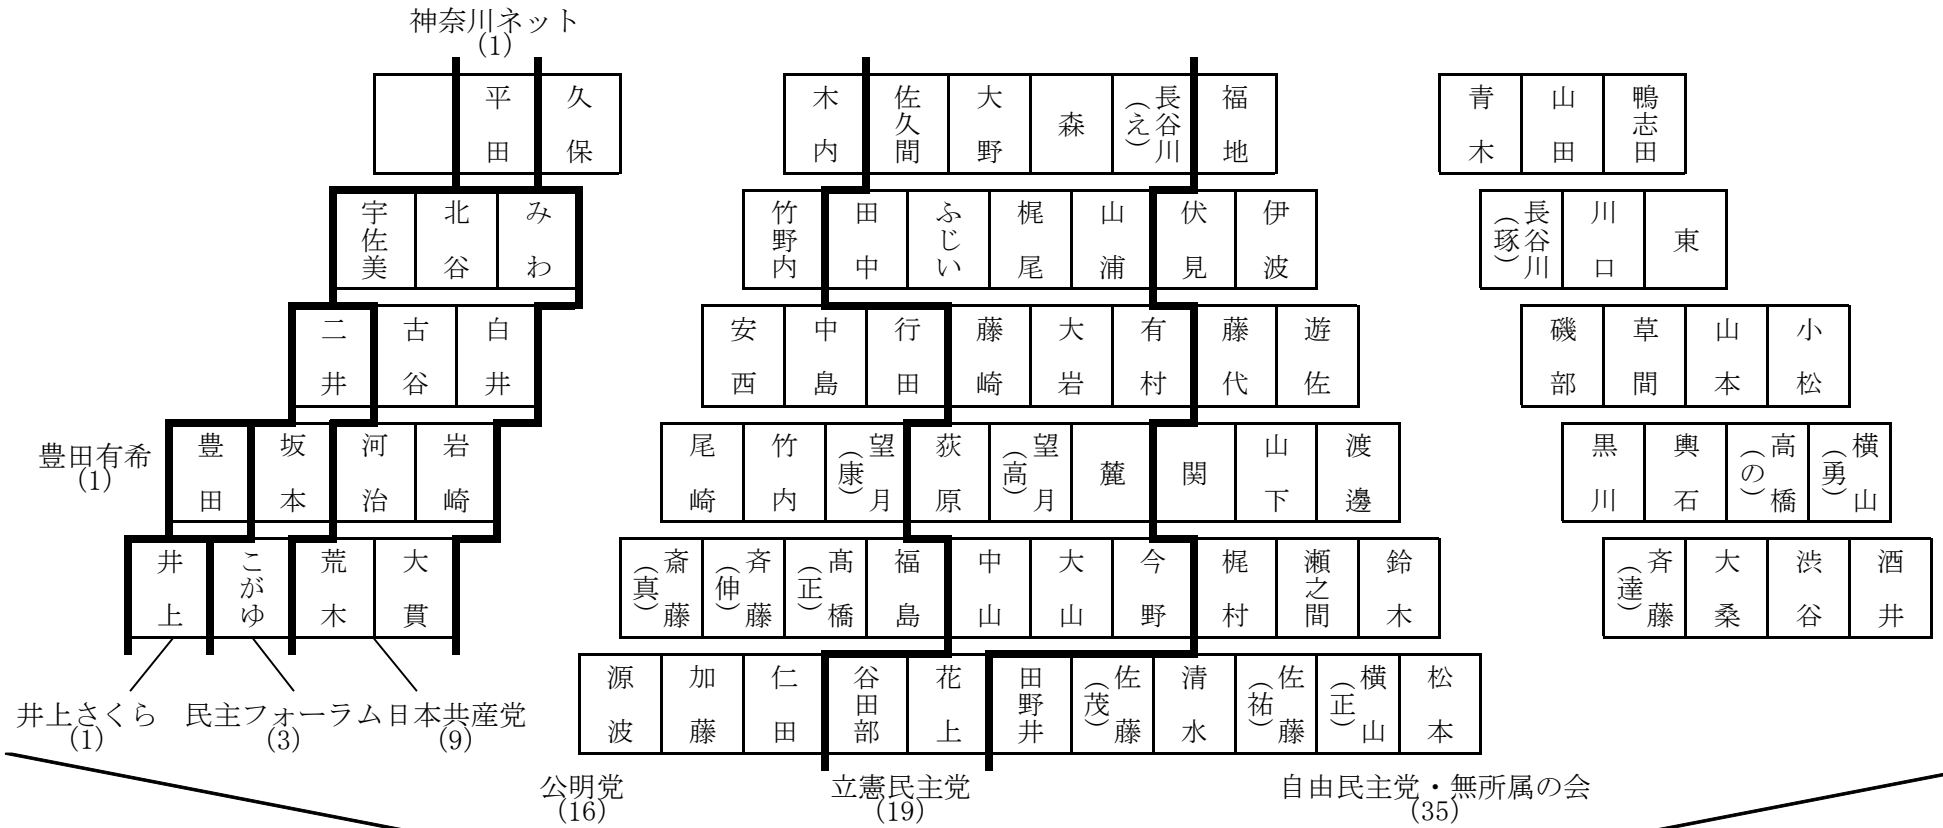 神奈川ネット
(1)
平田 久保 木内 佐久間 大野 森 長谷川(え) 福地 青木 山田 鴨志田
宇佐美 北谷 みわ 竹野内 田中 ふじい 梶尾 山浦 伏見 伊波 長谷川(琢) 川口 東
二井 古谷 白井 安西 中島 行田 藤崎 大岩 有村 藤代 遊佐 磯部 草間 山本 小松
豊田有希
(1)
豊田 坂本 河治 岩崎 尾崎 竹内 望月(康) 荻原 望月(高) 麓 関 山下 渡邊 黒川 輿石 高橋(の) 横山(勇)
井上 こがゆ 荒木 大貫 斎藤(真) 斉藤(伸) 髙橋(正) 福島 中山 大山 今野 梶村 瀬之間 鈴木 斉藤(達) 大桑 渋谷 酒井
源波 加藤 仁田 谷田部 花上 田野井 佐藤(茂) 清水 佐藤(祐) 横山(正) 松本
井上さくら
(1)
民主フォーラム
(3)
日本共産党
(9)
公明党
(16)
立憲民主党
(19)
自由民主党・無所属の会
(35)